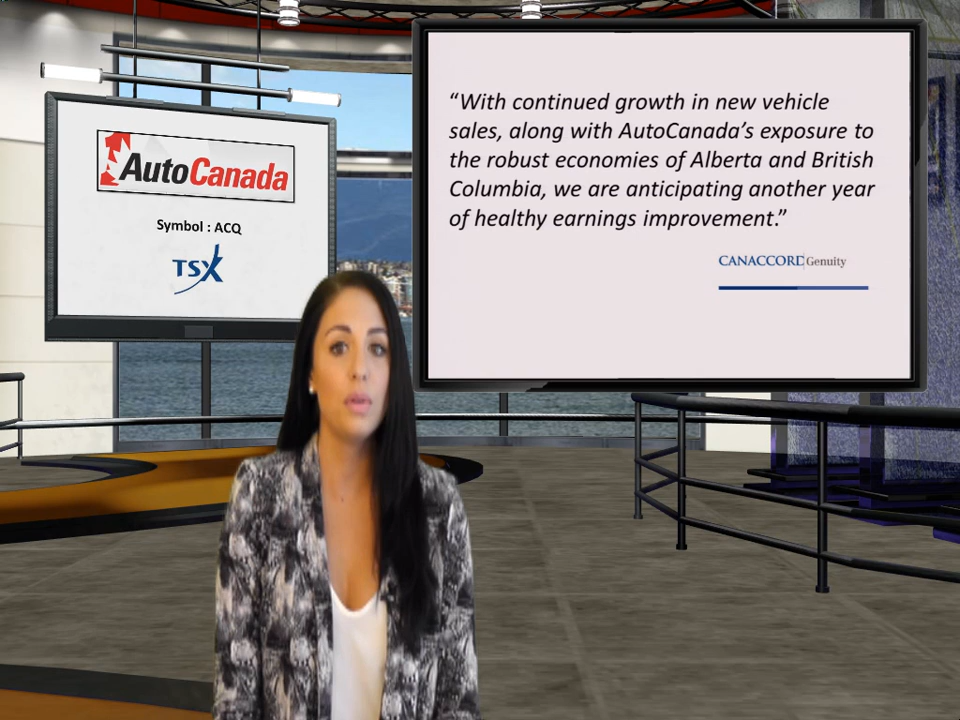 AutoCanada
Symbol : ACQ
TSX
“With continued growth in new vehicle
sales, along with AutoCanada’s exposure to
the robust economies of Alberta and British
Columbia, we are anticipating another year
of healthy earnings improvement.”
CANACCORD Genuity